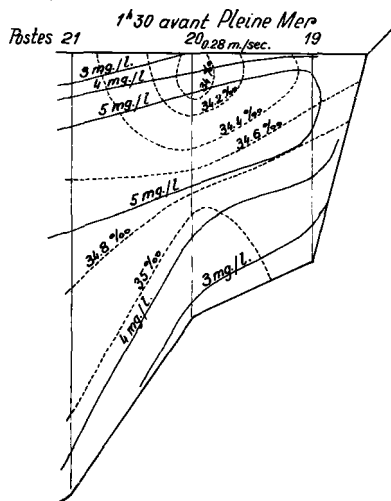 1ʰ30 avant Pleine Mer
Postes 21 20 0.28 m./sec. 19
3 mg./l.
4 mg./l.
5 mg./l.
34.2‰
34.4‰
34.6‰
5 mg./l.
34.8‰
35‰
4 mg./l.
3 mg./l.